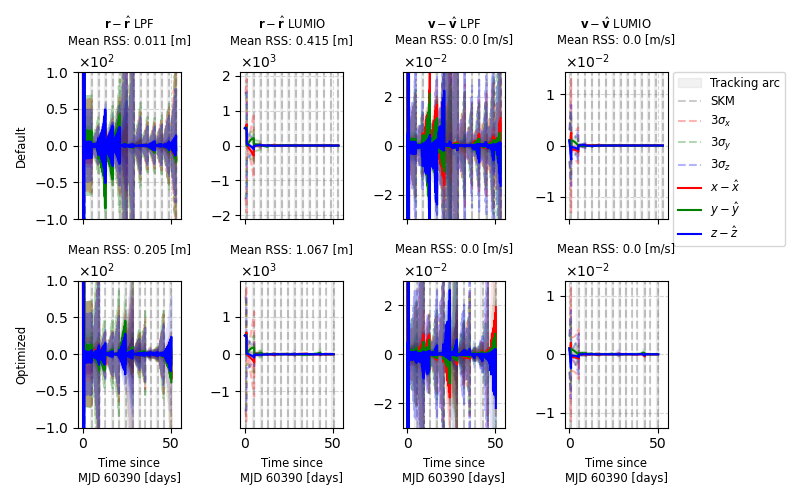 r − r̂ LPF
Mean RSS: 0.011 [m]
r − r̂ LUMIO
Mean RSS: 0.415 [m]
v − v̂ LPF
Mean RSS: 0.0 [m/s]
v − v̂ LUMIO
Mean RSS: 0.0 [m/s]
×10²
1.0
0.5
0.0
−0.5
−1.0
Default
×10³
2
1
0
−1
−2
×10⁻²
2
0
−2
×10⁻²
1
0
−1
Tracking arc
SKM
3σₓ
3σᵧ
3σ_z
x − x̂
y − ŷ
z − ẑ
Mean RSS: 0.205 [m]
Mean RSS: 1.067 [m]
Mean RSS: 0.0 [m/s]
Mean RSS: 0.0 [m/s]
×10²
1.0
0.5
0.0
−0.5
−1.0
Optimized
0
50
Time since
MJD 60390 [days]
×10³
1
0
−1
0
50
Time since
MJD 60390 [days]
×10⁻²
2
0
−2
0
50
Time since
MJD 60390 [days]
×10⁻²
1
0
−1
0
50
Time since
MJD 60390 [days]